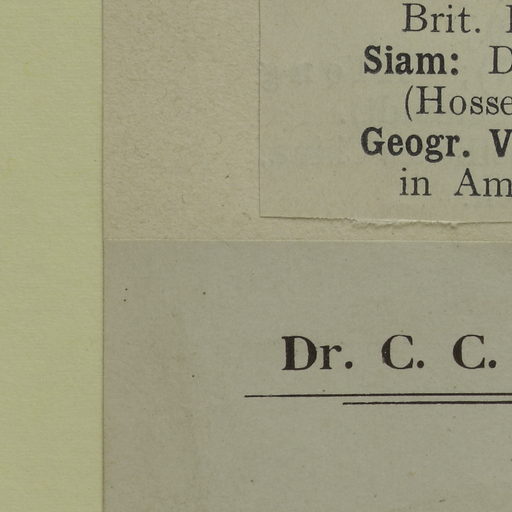 Brit.
Siam:
(Hosse
Geogr. V
in Am
Dr. C. C.